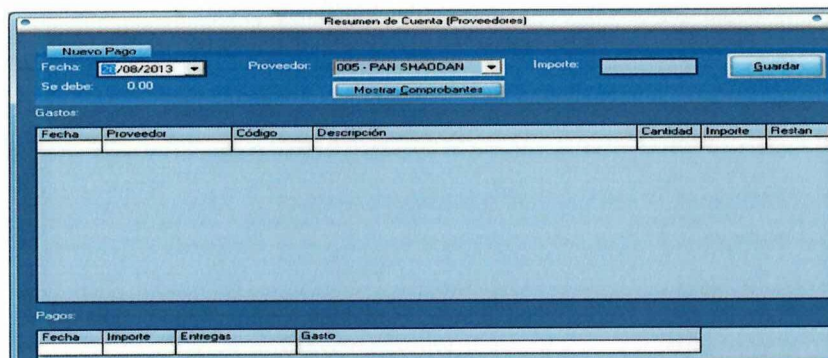 Resumen de Cuenta (Proveedores)
Nuevo Pago
Fecha: 26/08/2013 Proveedor: 005 - PAN SHAODAN Importe: Guardar
Se debe: 0.00 Mostrar Comprobantes
Gastos:
Fecha Proveedor Código Descripción Cantidad Importe Restan
Pagos:
Fecha Importe Entregas Gasto